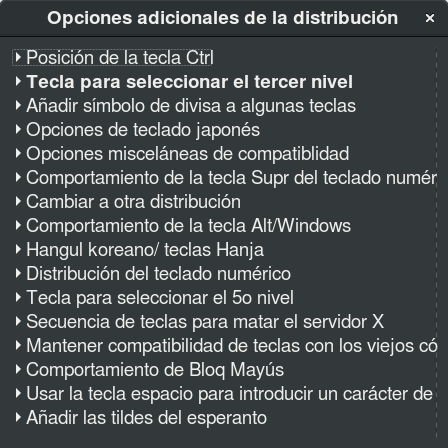 Opciones adicionales de la distribución
Posición de la tecla Ctrl
Tecla para seleccionar el tercer nivel
Añadir símbolo de divisa a algunas teclas
Opciones de teclado japonés
Opciones misceláneas de compatiblidad
Comportamiento de la tecla Supr del teclado numér
Cambiar a otra distribución
Comportamiento de la tecla Alt/Windows
Hangul koreano/ teclas Hanja
Distribución del teclado numérico
Tecla para seleccionar el 5o nivel
Secuencia de teclas para matar el servidor X
Mantener compatibilidad de teclas con los viejos có
Comportamiento de Bloq Mayús
Usar la tecla espacio para introducir un carácter de
Añadir las tildes del esperanto